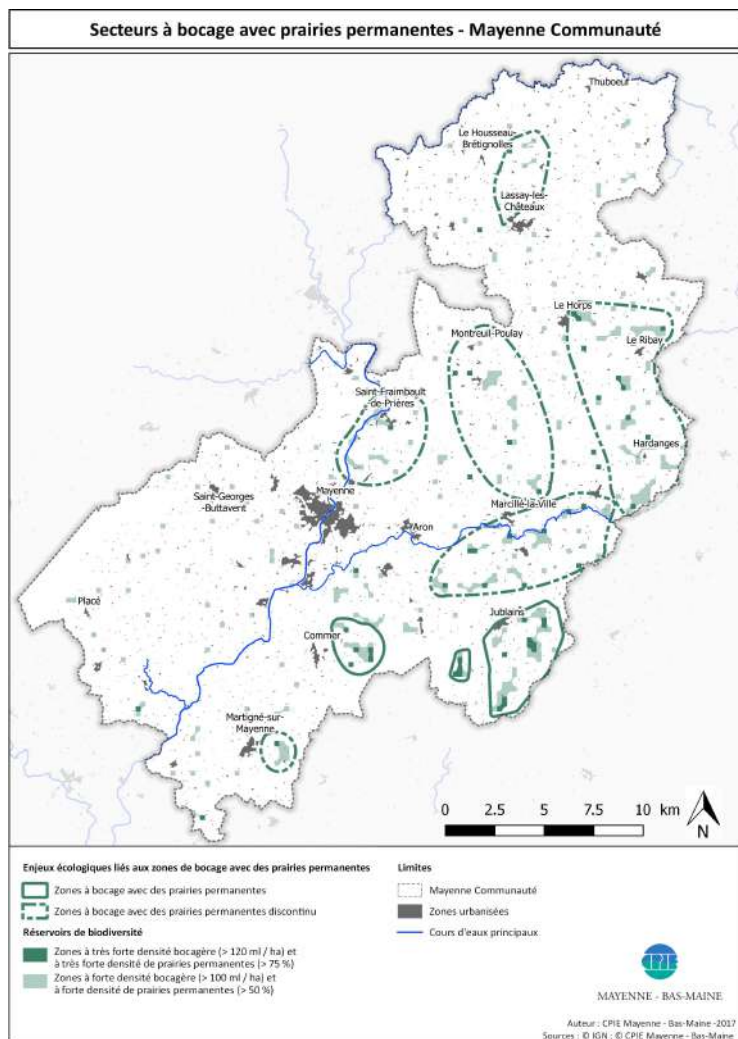 Secteurs à bocage avec prairies permanentes - Mayenne Communauté
Thuboeuf
Le Housseau-
Brétignolles
Lassay-les-
Châteaux
Le Horps
Montreuil-Poulay
Le Ribay
Saint-Fraimbault
-de-Prières
Hardanges
Saint-Georges
-Buttavent
Mayenne
Marcillé-la-Ville
Aron
Placé
Jublains
Commer
Martigné-sur-
Mayenne
0 2.5 5 7.5 10 km
N
Enjeux écologiques liés aux zones de bocage avec des prairies permanentes
Zones à bocage avec des prairies permanentes
Zones à bocage avec des prairies permanentes discontinu
Réservoirs de biodiversité
Zones à très forte densité bocagère (> 120 ml / ha) et
à très forte densité de prairies permanentes (> 75 %)
Zones à forte densité bocagère (> 100 ml / ha) et
à forte densité de prairies permanentes (> 50 %)
Limites
Mayenne Communauté
Zones urbanisées
Cours d'eaux principaux
CPIE
MAYENNE - BAS-MAINE
Auteur : CPIE Mayenne - Bas-Maine -2017
Sources : © IGN : © CPIE Mayenne - Bas-Maine